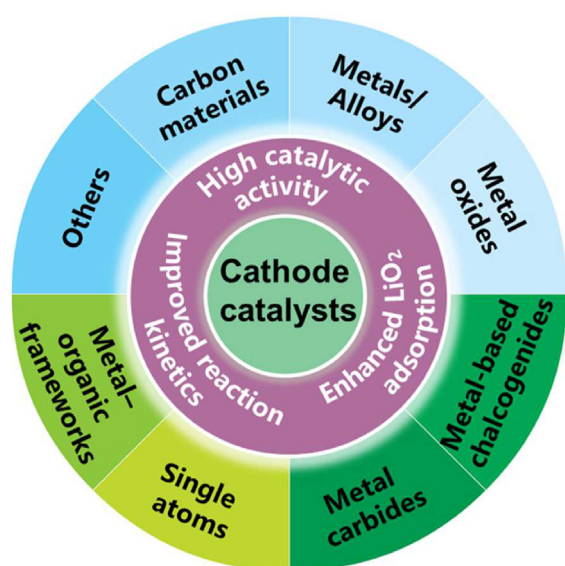 Cathode
catalysts
High catalytic
activity
Enhanced LiO₂
adsorption
Improved reaction
kinetics
Carbon
materials
Metals/
Alloys
Metal
oxides
Metal-based
chalcogenides
Metal
carbides
Single
atoms
Metal–
organic
frameworks
Others